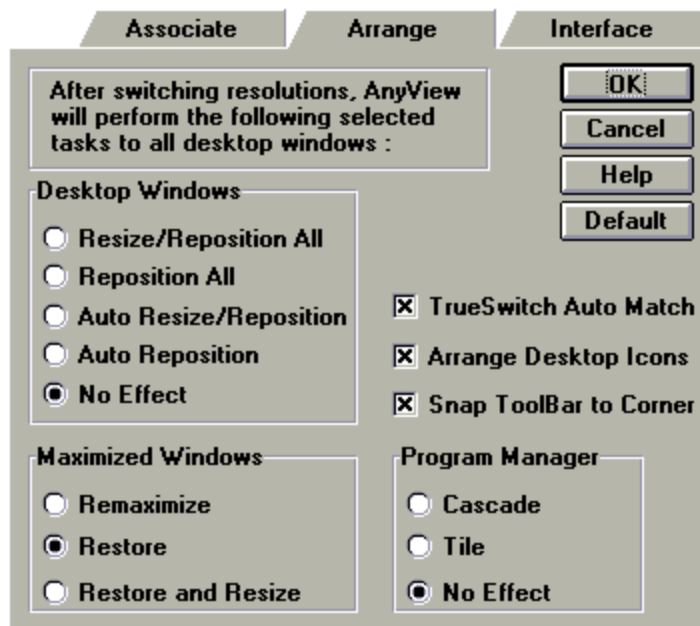 Associate
Arrange
Interface
After switching resolutions, AnyView
will perform the following selected
tasks to all desktop windows :
OK
Cancel
Help
Default
Desktop Windows
Resize/Reposition All
Reposition All
Auto Resize/Reposition
Auto Reposition
No Effect
TrueSwitch Auto Match
Arrange Desktop Icons
Snap ToolBar to Corner
Maximized Windows
Remaximize
Restore
Restore and Resize
Program Manager
Cascade
Tile
No Effect